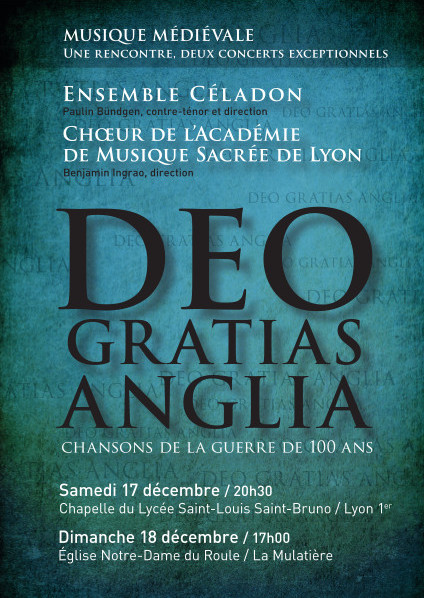 MUSIQUE MÉDIÉVALE
UNE RENCONTRE, DEUX CONCERTS EXCEPTIONNELS
ENSEMBLE CÉLADON
Paulin Bündgen, contre-ténor et direction
CHŒUR DE L'ACADÉMIE
DE MUSIQUE SACRÉE DE LYON
Benjamin Ingrao, direction
DEO
GRATIAS
ANGLIA
CHANSONS DE LA GUERRE DE 100 ANS
Samedi 17 décembre / 20h30
Chapelle du Lycée Saint-Louis Saint-Bruno / Lyon 1er
Dimanche 18 décembre / 17h00
Église Notre-Dame du Roule / La Mulatière